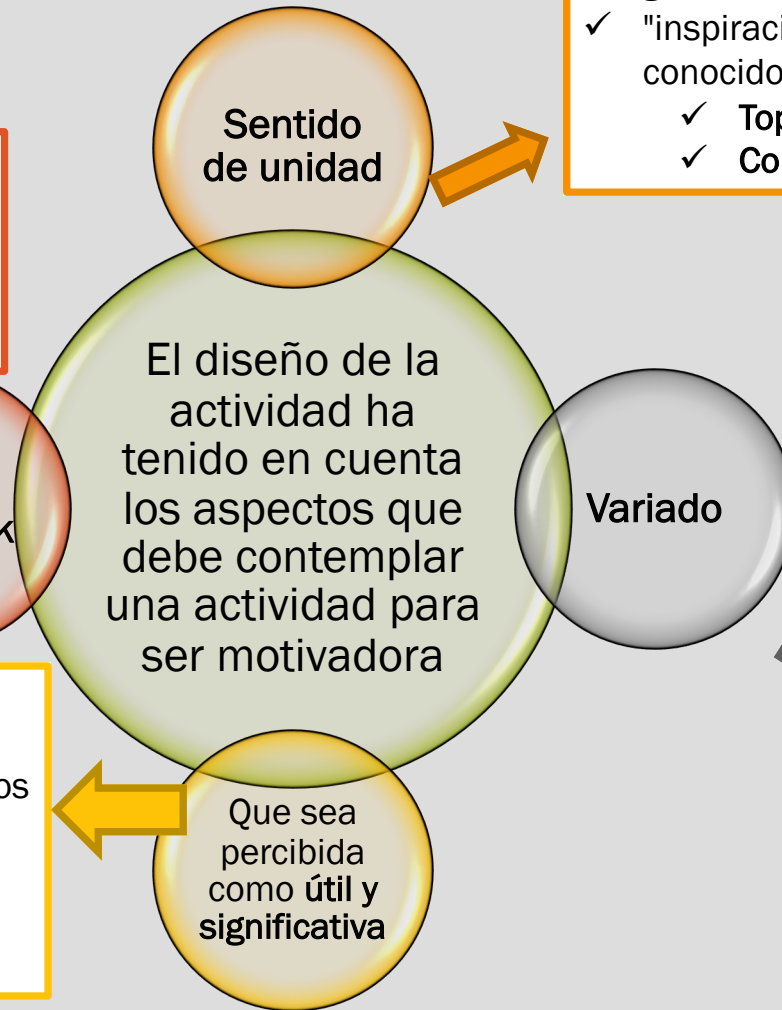 "inspiraci
conocido
Top
Co
Sentido
de unidad
El diseño de la
actividad ha
tenido en cuenta
los aspectos que
debe contemplar
una actividad para
ser motivadora
Variado
k
os
Que sea
percibida
como útil y
significativa